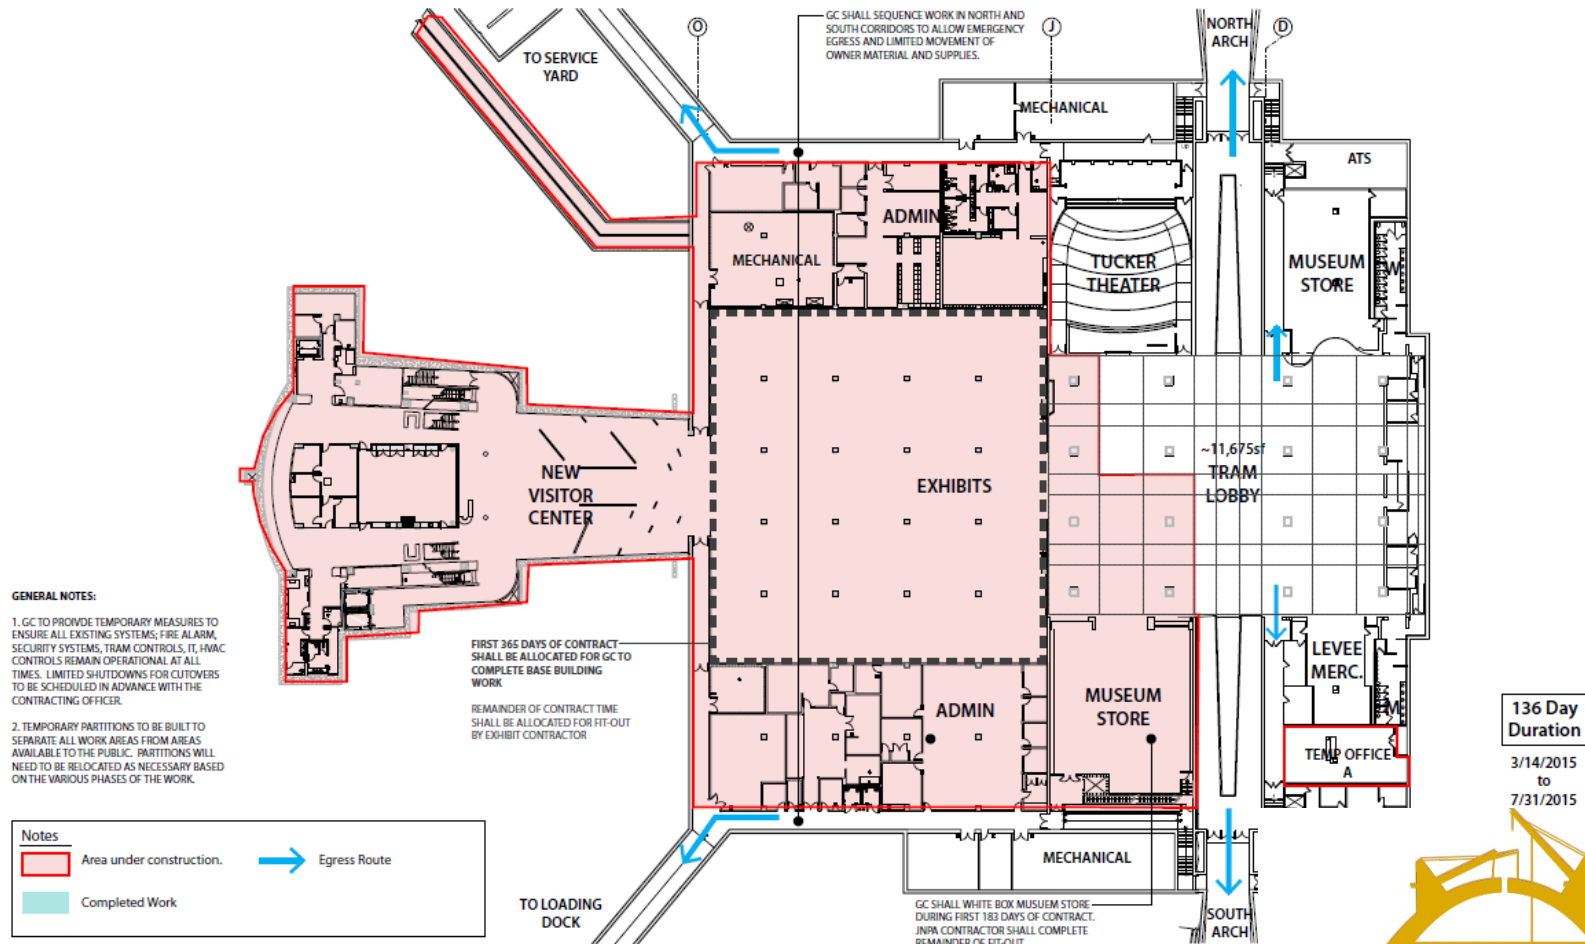 GC SHALL SEQUENCE WORK IN NORTH AND
SOUTH CORRIDORS TO ALLOW EMERGENCY
EGRESS AND LIMITED MOVEMENT OF
OWNER MATERIAL AND SUPPLIES.
O
J
D
NORTH
ARCH
TO SERVICE
YARD
MECHANICAL
ATS
ADMIN
MECHANICAL
TUCKER
THEATER
MUSEUM
STORE
W
NEW
VISITOR
CENTER
EXHIBITS
~11,675sf
TRAM
LOBBY
GENERAL NOTES:
1. GC TO PROIVDE TEMPORARY MEASURES TO
ENSURE ALL EXISTING SYSTEMS; FIRE ALARM,
SECURITY SYSTEMS, TRAM CONTROLS, IT, HVAC
CONTROLS REMAIN OPERATIONAL AT ALL
TIMES. LIMITED SHUTDOWNS FOR CUTOVERS
TO BE SCHEDULED IN ADVANCE WITH THE
CONTRACTING OFFICER.
2. TEMPORARY PARTITIONS TO BE BUILT TO
SEPARATE ALL WORK AREAS FROM AREAS
AVAILABLE TO THE PUBLIC. PARTITIONS WILL
NEED TO BE RELOCATED AS NECESSARY BASED
ON THE VARIOUS PHASES OF THE WORK.
FIRST 365 DAYS OF CONTRACT
SHALL BE ALLOCATED FOR GC TO
COMPLETE BASE BUILDING
WORK
REMAINDER OF CONTRACT TIME
SHALL BE ALLOCATED FOR FIT-OUT
BY EXHIBIT CONTRACTOR
ADMIN
MUSEUM
STORE
LEVEE
MERC.
M
TEMP OFFICE
A
136 Day
Duration
3/14/2015
to
7/31/2015
Notes
Area under construction.
Egress Route
Completed Work
TO LOADING
DOCK
MECHANICAL
GC SHALL WHITE BOX MUSUEM STORE
DURING FIRST 183 DAYS OF CONTRACT.
JNPA CONTRACTOR SHALL COMPLETE
REMAINDER OF FIT-OUT
SOUTH
ARCH